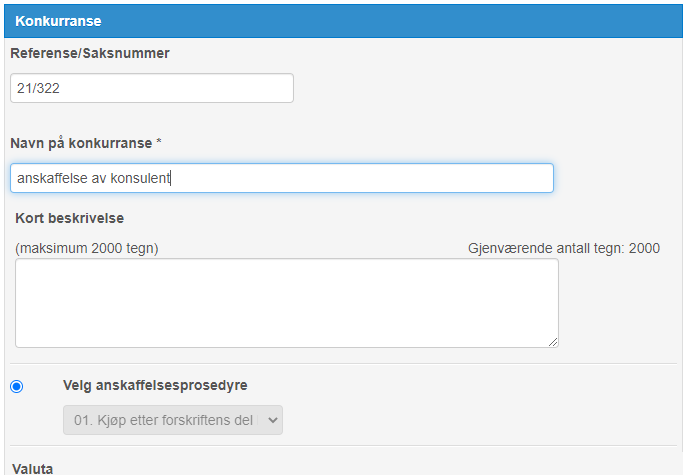 Konkurranse
Referense/Saksnummer
21/322
Navn på konkurranse *
anskaffelse av konsulent
Kort beskrivelse
(maksimum 2000 tegn) Gjenværende antall tegn: 2000
Velg anskaffelsesprosedyre
01. Kjøp etter forskriftens del
Valuta